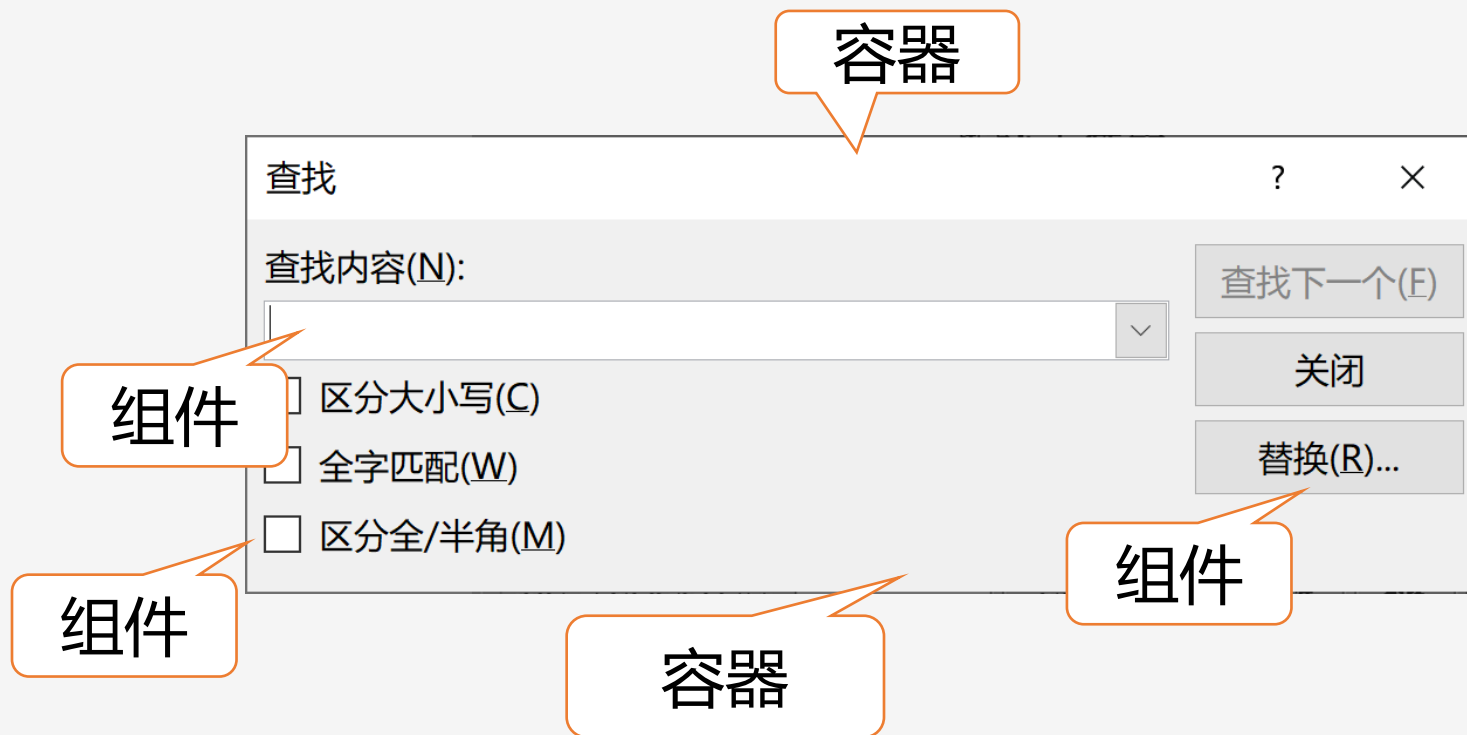 容器
查找
?
查找内容(N):
查找下一个(F)
关闭
组件
区分大小写(C)
全字匹配(W)
替换(R)...
区分全/半角(M)
组件
组件
容器